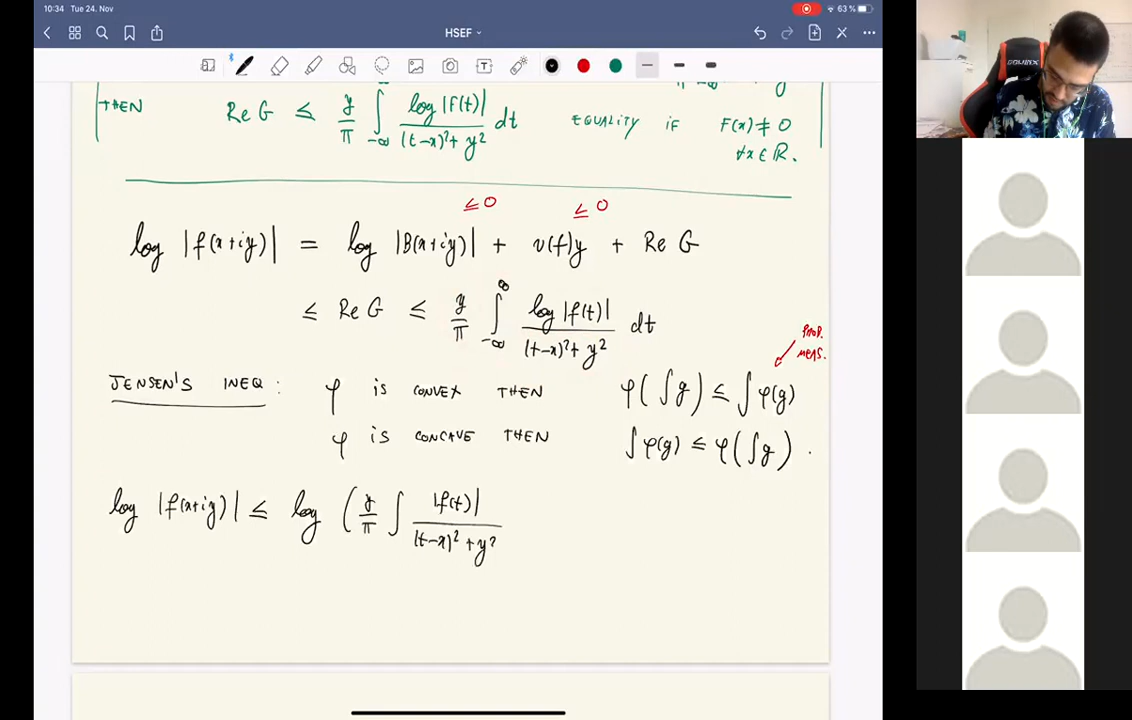 10:34 Tue 24. Nov
63 %
HSEF
THEN Re G ≤ y/π ∫_{-∞}^{∞} log|F(t)| / ((t-x)²+y²) dt EQUALITY IF F(x) ≠ 0
∀x∈ℝ.
≤0 ≤0
log |f(x+iy)| = log |B(x+iy)| + v(f)y + Re G
≤ Re G ≤ y/π ∫_{-∞}^{∞} log|f(t)| / ((t-x)²+y²) dt
PROB.
MEAS.
JENSEN'S INEQ: φ IS CONVEX THEN φ(∫g) ≤ ∫φ(g)
φ IS CONCAVE THEN ∫φ(g) ≤ φ(∫g).
log |f(x+iy)| ≤ log (y/π ∫ |f(t)| / ((t-x)²+y²